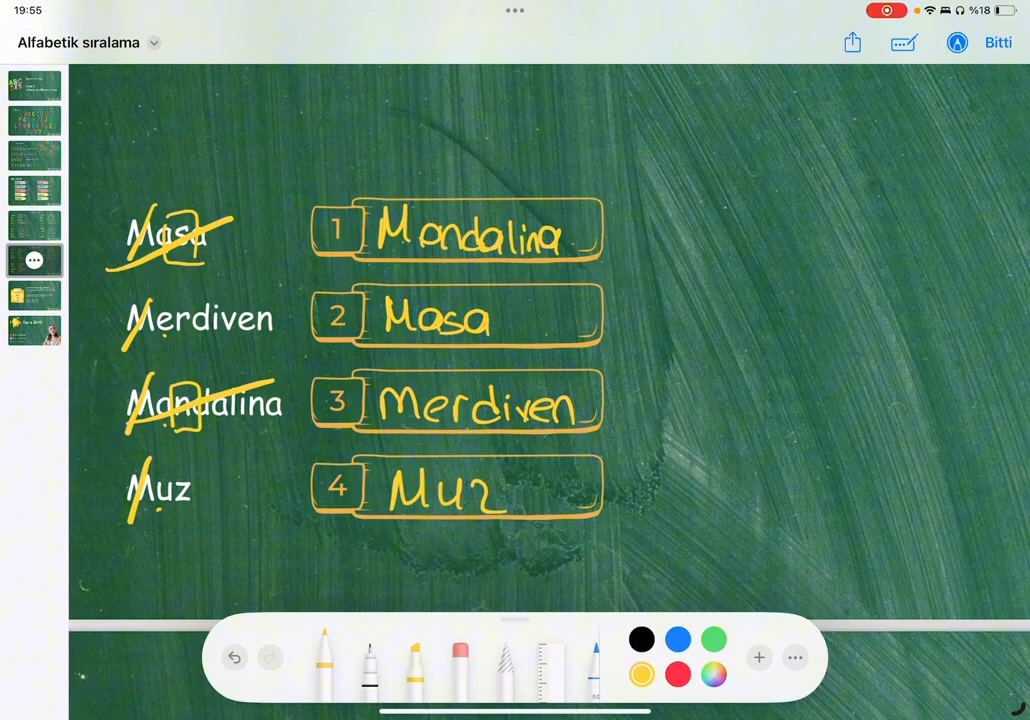 19:55
%18
Alfabetik sıralama
Bitti
Masa
1 Mandalina
Merdiven
2 Masa
Mandalina
3 Merdiven
Muz
4 Muz